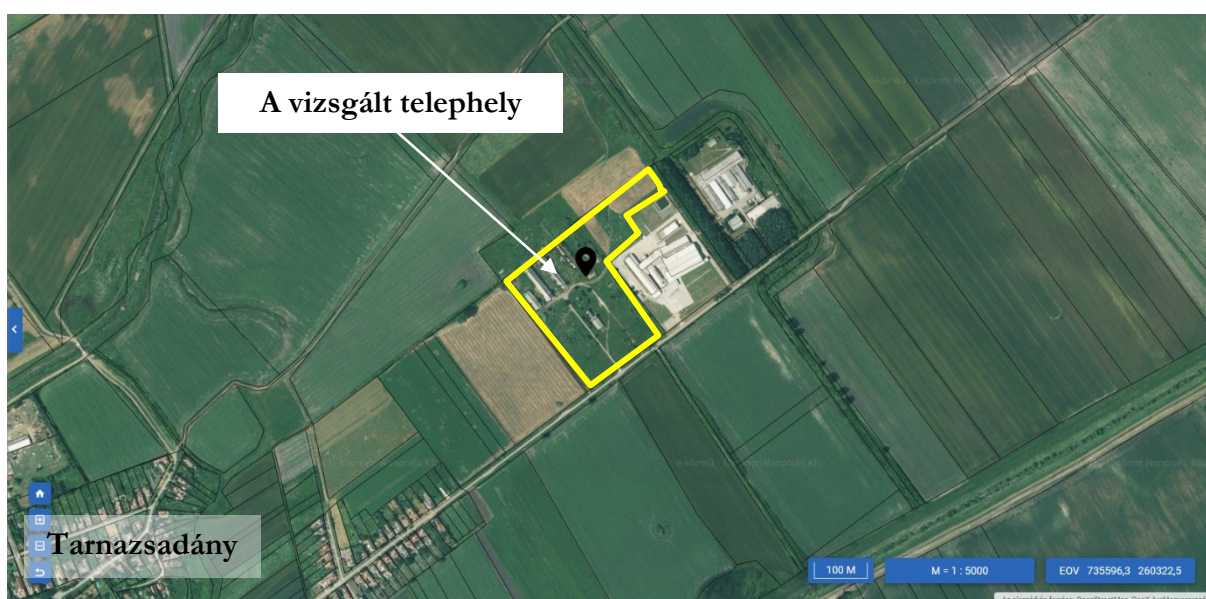 A vizsgált telephely
Tarnazsadány
100 M
M = 1 : 5000
EOV 735596,3 260322,5